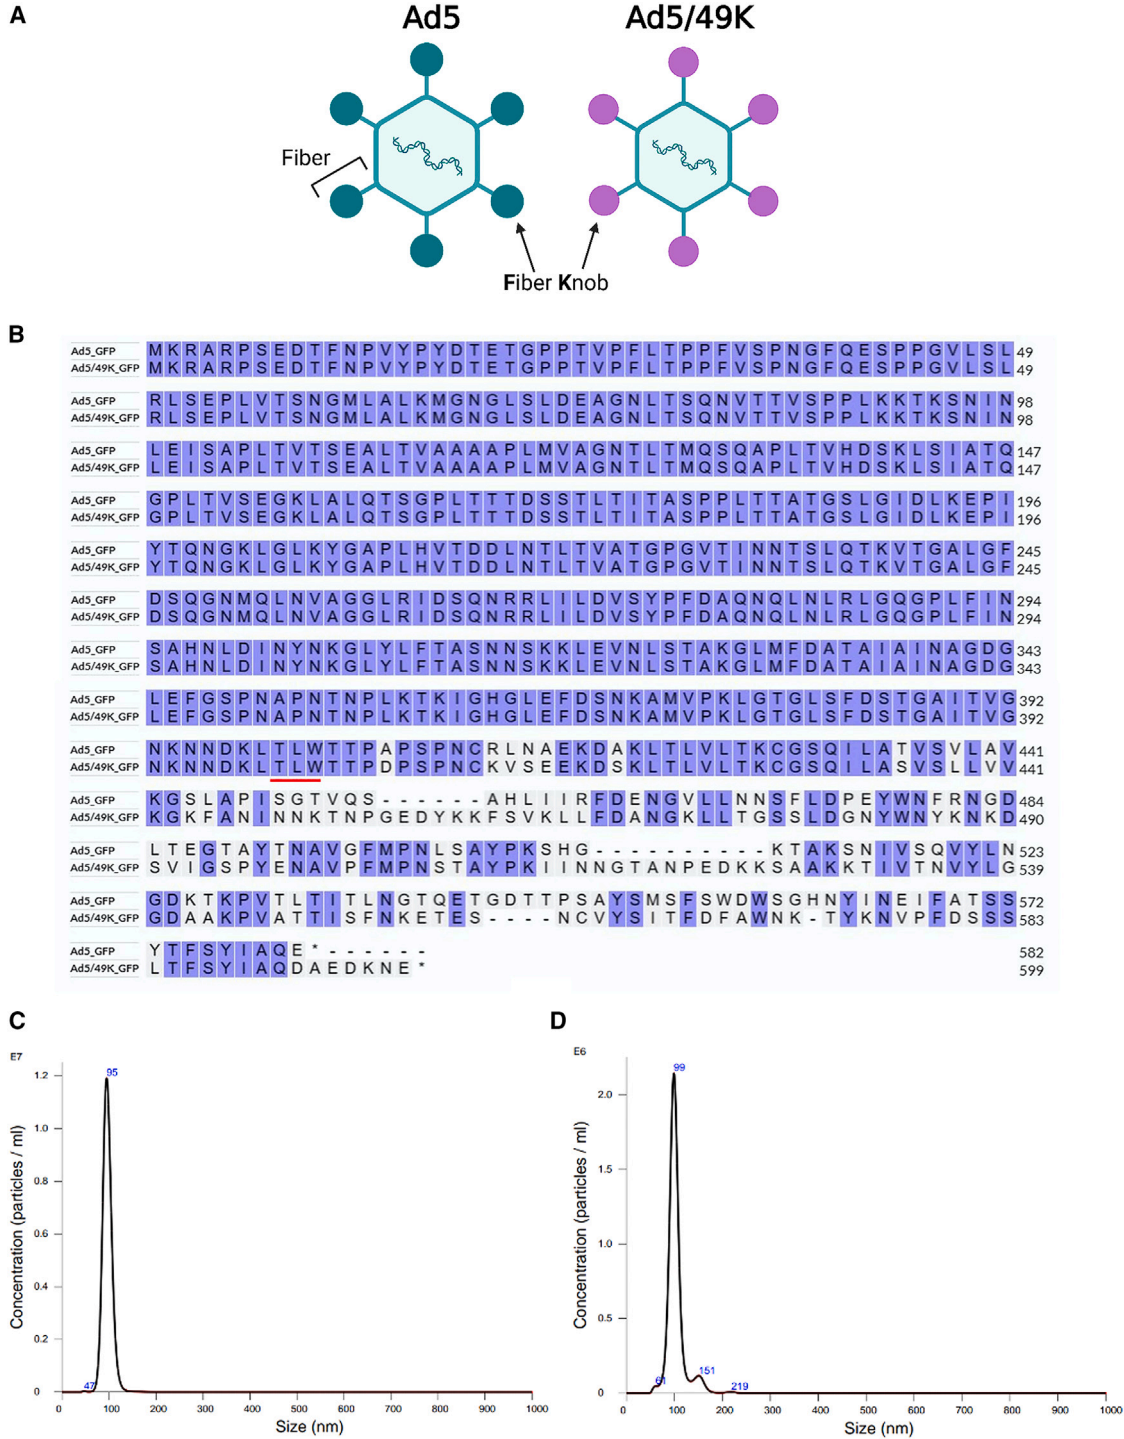 A
Ad5
Ad5/49K
Fiber
Fiber Knob
B
Ad5_GFP MKRARPSEDTFNPVYPYDTETGPPTVPFLTPPFVSPNGFQESPPGVLSL 49
Ad5/49K_GFP MKRARPSEDTFNPVYPYDTETGPPTVPFLTPPFVSPNGFQESPPGVLSL 49
Ad5_GFP RLSEPLVTSNGMLALKMGNGLSLDEAGNLTSQNVTTVSPPLKKTKSNIN 98
Ad5/49K_GFP RLSEPLVTSNGMLALKMGNGLSLDEAGNLTSQNVTTVSPPLKKTKSNIN 98
Ad5_GFP LEISAPLTVTSEALTVAAAAPLMVAGNTLTMQSQAPLTVHDSKLSIATQ 147
Ad5/49K_GFP LEISAPLTVTSEALTVAAAAPLMVAGNTLTMQSQAPLTVHDSKLSIATQ 147
Ad5_GFP GPLTVSEGKLALQTSGPLTTTDSSTLTITASPPLTTATGSLGIDLKEPI 196
Ad5/49K_GFP GPLTVSEGKLALQTSGPLTTTDSSTLTITASPPLTTATGSLGIDLKEPI 196
Ad5_GFP YTQNGKLGLKYGAPLHVTDDLNTLTVATGPGVTINNTSLQTKVTGALGF 245
Ad5/49K_GFP YTQNGKLGLKYGAPLHVTDDLNTLTVATGPGVTINNTSLQTKVTGALGF 245
Ad5_GFP DSQGNMQLNVAGGLRIDSQNRRLILDVSYPFDAQNQLNLRLGQGPLFIN 294
Ad5/49K_GFP DSQGNMQLNVAGGLRIDSQNRRLILDVSYPFDAQNQLNLRLGQGPLFIN 294
Ad5_GFP SAHNLDINYNKGLYLFTASNNSKKLEVNLSTAKGLMFDATAIAINAGDG 343
Ad5/49K_GFP SAHNLDINYNKGLYLFTASNNSKKLEVNLSTAKGLMFDATAIAINAGDG 343
Ad5_GFP LEFGSPNAPNTNPLKTKIGHGLEFDSNKAMVPKLGTGLSFDSTGAITVG 392
Ad5/49K_GFP LEFGSPNAPNTNPLKTKIGHGLEFDSNKAMVPKLGTGLSFDSTGAITVG 392
Ad5_GFP NKNNDKLTLWTTPAPSPNCRLNAEKDAKLTLVLTKCGSQILATVSVLAV 441
Ad5/49K_GFP NKNNDKLTLWTTPDPSPNCKVSEEKDSKLTLVLTKCGSQILASVSLLVV 441
Ad5_GFP KGSLAPISGTVQS------AHLIIRFDENGVLLNNSFLDPEYWNFRNGD 484
Ad5/49K_GFP KGKFANINNKTNPGEDYKKFSVKLLFDANGKLLTGSSLDGNYWNYKNKD 490
Ad5_GFP LTEGTAYTNAVGFMPNLSAYPKSHG----------KTAKSNIVSQVYLN 523
Ad5/49K_GFP SVIGSPYENAVPFMPNSTAYPKIINNGTANPEDKKSAAKKTIVTNVYLG 539
Ad5_GFP GDKTKPVTLTITLNGTQETGDTTPSAYSMSFSWDWSGHNYINEIFATSS 572
Ad5/49K_GFP GDAAKPVATTISFNKETES----NCVYSITFDFAWNK-TYKNVPFDSSS 583
Ad5_GFP YTFSYIAQE*------ 582
Ad5/49K_GFP LTFSYIAQDAEDKNE* 599
C
E7
95
1.2
1.0
0.8
0.6
0.4
0.2
0
47
0 100 200 300 400 500 600 700 800 900 1000
Concentration (particles / ml)
Size (nm)
D
E6
99
2.0
1.5
1.0
0.5
0
61
151
219
0 100 200 300 400 500 600 700 800 900 1000
Concentration (particles / ml)
Size (nm)